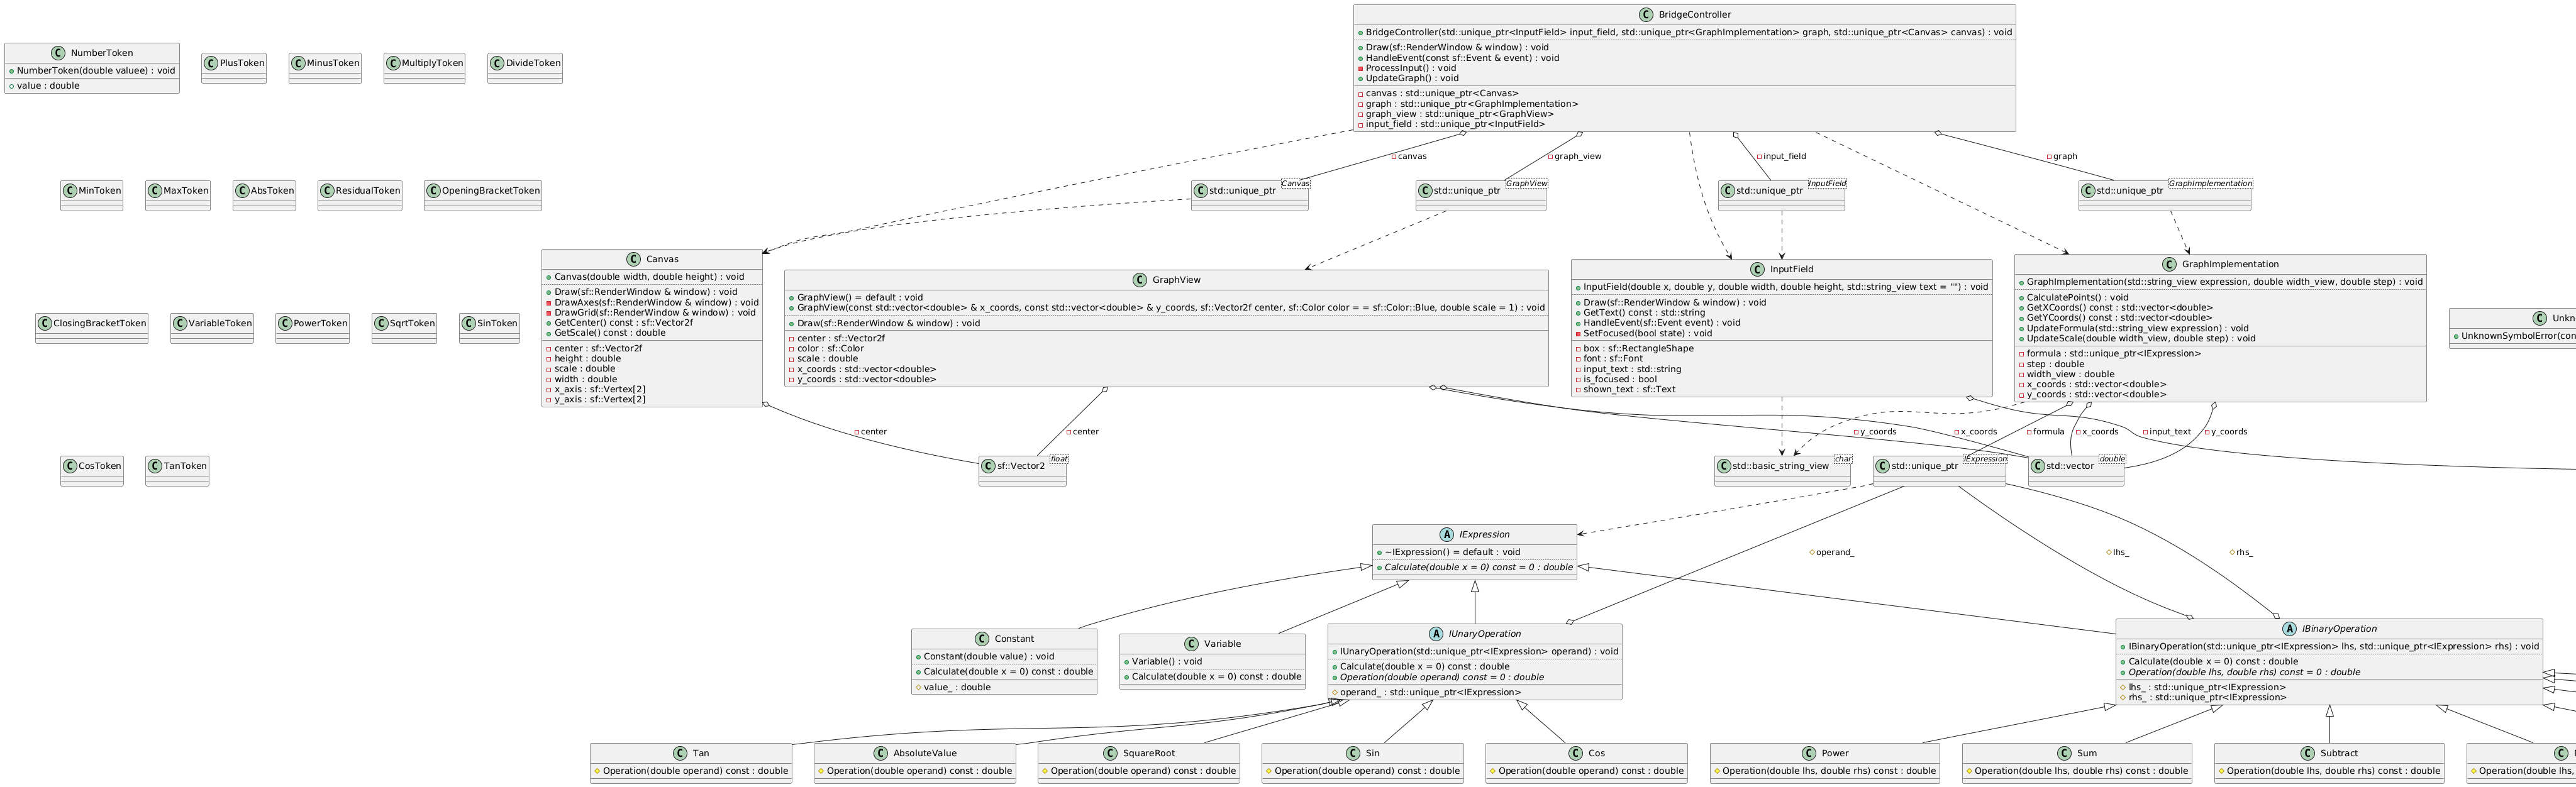 BridgeController
BridgeController(std::unique_ptr<InputField> input_field, std::unique_ptr<GraphImplementation> graph, std::unique_ptr<Canvas> canvas) : void
Draw(sf::RenderWindow & window) : void
HandleEvent(const sf::Event & event) : void
ProcessInput() : void
UpdateGraph() : void
canvas : std::unique_ptr<Canvas>
graph : std::unique_ptr<GraphImplementation>
graph_view : std::unique_ptr<GraphView>
input_field : std::unique_ptr<InputField>
NumberToken
NumberToken(double valuee) : void
value : double
PlusToken
MinusToken
MultiplyToken
DivideToken
canvas
graph_view
input_field
graph
MinToken
MaxToken
AbsToken
ResidualToken
OpeningBracketToken
std::unique_ptr Canvas
std::unique_ptr GraphView
std::unique_ptr InputField
std::unique_ptr GraphImplementation
Canvas
Canvas(double width, double height) : void
Draw(sf::RenderWindow & window) : void
DrawAxes(sf::RenderWindow & window) : void
DrawGrid(sf::RenderWindow & window) : void
GetCenter() const : sf::Vector2f
GetScale() const : double
center : sf::Vector2f
height : double
scale : double
width : double
x_axis : sf::Vertex[2]
y_axis : sf::Vertex[2]
GraphView
GraphView() = default : void
GraphView(const std::vector<double> & x_coords, const std::vector<double> & y_coords, sf::Vector2f center, sf::Color color = = sf::Color::Blue, double scale = 1) : void
Draw(sf::RenderWindow & window) : void
center : sf::Vector2f
color : sf::Color
scale : double
x_coords : std::vector<double>
y_coords : std::vector<double>
InputField
InputField(double x, double y, double width, double height, std::string_view text = "") : void
Draw(sf::RenderWindow & window) : void
GetText() const : std::string
HandleEvent(sf::Event event) : void
SetFocused(bool state) : void
box : sf::RectangleShape
font : sf::Font
input_text : std::string
is_focused : bool
shown_text : sf::Text
GraphImplementation
GraphImplementation(std::string_view expression, double width_view, double step) : void
CalculatePoints() : void
GetXCoords() const : std::vector<double>
GetYCoords() const : std::vector<double>
UpdateFormula(std::string_view expression) : void
UpdateScale(double width_view, double step) : void
formula : std::unique_ptr<IExpression>
step : double
width_view : double
x_coords : std::vector<double>
y_coords : std::vector<double>
Unkn
UnknownSymbolError(con
ClosingBracketToken
VariableToken
PowerToken
SqrtToken
SinToken
center
center
y_coords
x_coords
formula
x_coords
input_text
y_coords
CosToken
TanToken
sf::Vector2 float
std::basic_string_view char
std::unique_ptr IExpression
std::vector double
IExpression
~IExpression() = default : void
Calculate(double x = 0) const = 0 : double
operand_
lhs_
rhs_
Constant
Constant(double value) : void
Calculate(double x = 0) const : double
value_ : double
Variable
Variable() : void
Calculate(double x = 0) const : double
IUnaryOperation
IUnaryOperation(std::unique_ptr<IExpression> operand) : void
Calculate(double x = 0) const : double
Operation(double operand) const = 0 : double
operand_ : std::unique_ptr<IExpression>
IBinaryOperation
IBinaryOperation(std::unique_ptr<IExpression> lhs, std::unique_ptr<IExpression> rhs) : void
Calculate(double x = 0) const : double
Operation(double lhs, double rhs) const = 0 : double
lhs_ : std::unique_ptr<IExpression>
rhs_ : std::unique_ptr<IExpression>
Tan
Operation(double operand) const : double
AbsoluteValue
Operation(double operand) const : double
SquareRoot
Operation(double operand) const : double
Sin
Operation(double operand) const : double
Cos
Operation(double operand) const : double
Power
Operation(double lhs, double rhs) const : double
Sum
Operation(double lhs, double rhs) const : double
Subtract
Operation(double lhs, double rhs) const : double
Operation(double lhs,